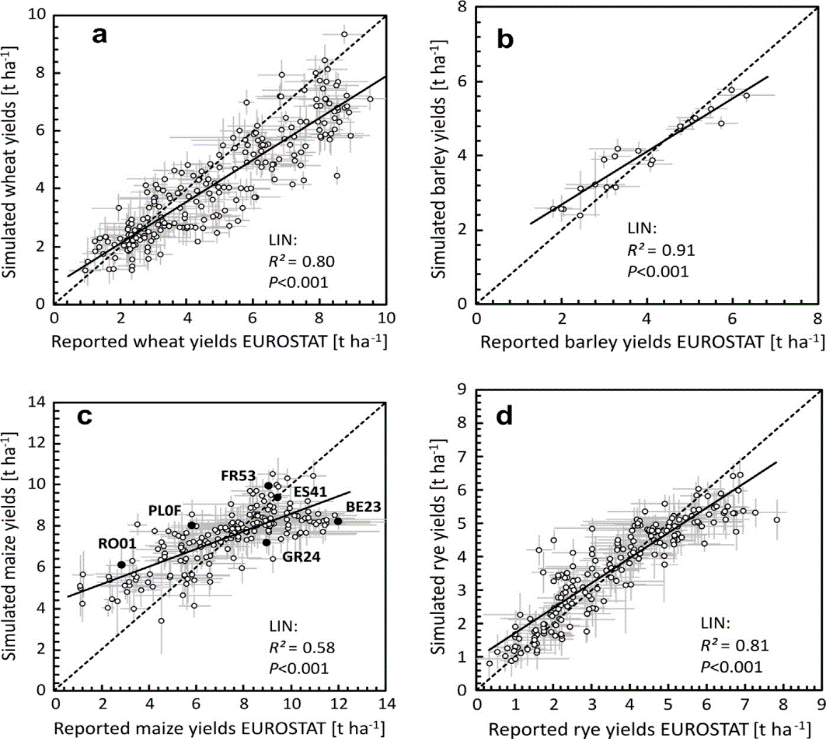 a
Simulated wheat yields [t ha-1]
10
8
6
4
2
0
0 2 4 6 8 10
LIN:
R² = 0.80
P<0.001
Reported wheat yields EUROSTAT [t ha-1]
b
Simulated barley yields [t ha-1]
8
6
4
2
0
0 2 4 6 8
LIN:
R² = 0.91
P<0.001
Reported barley yields EUROSTAT [t ha-1]
c
Simulated maize yields [t ha-1]
14
12
10
8
6
4
2
0
0 2 4 6 8 10 12 14
FR53
ES41
PL0F
BE23
RO01
GR24
LIN:
R² = 0.58
P<0.001
Reported maize yields EUROSTAT [t ha-1]
d
Simulated rye yields [t ha-1]
9
8
7
6
5
4
3
2
1
0
0 1 2 3 4 5 6 7 8 9
LIN:
R² = 0.81
P<0.001
Reported rye yields EUROSTAT [t ha-1]